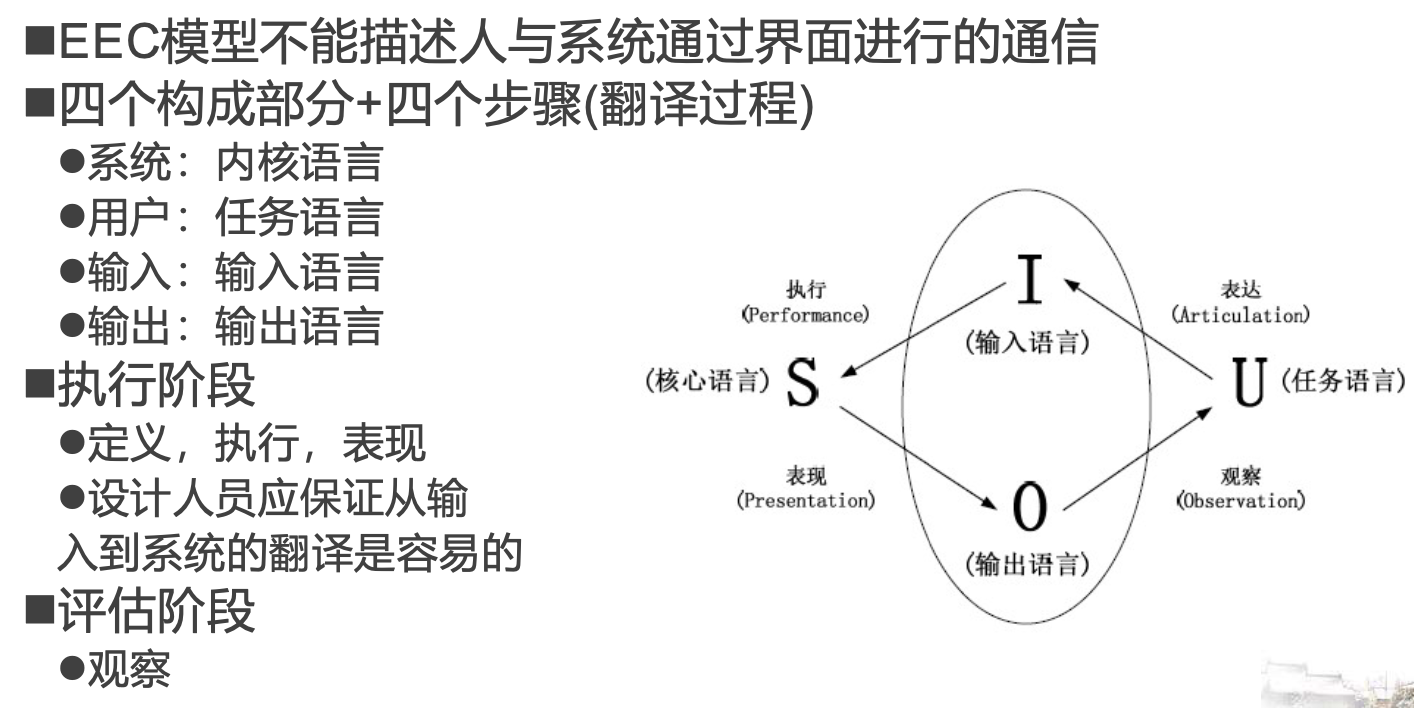 ■EEC模型不能描述人与系统通过界面进行的通信
■四个构成部分+四个步骤(翻译过程)
●系统：内核语言
●用户：任务语言
●输入：输入语言
●输出：输出语言
■执行阶段
●定义，执行，表现
●设计人员应保证从输
入到系统的翻译是容易的
■评估阶段
●观察
I
(输入语言)
执行
(Performance)
表达
(Articulation)
(核心语言) S
U (任务语言)
表现
(Presentation)
观察
(Observation)
O
(输出语言)